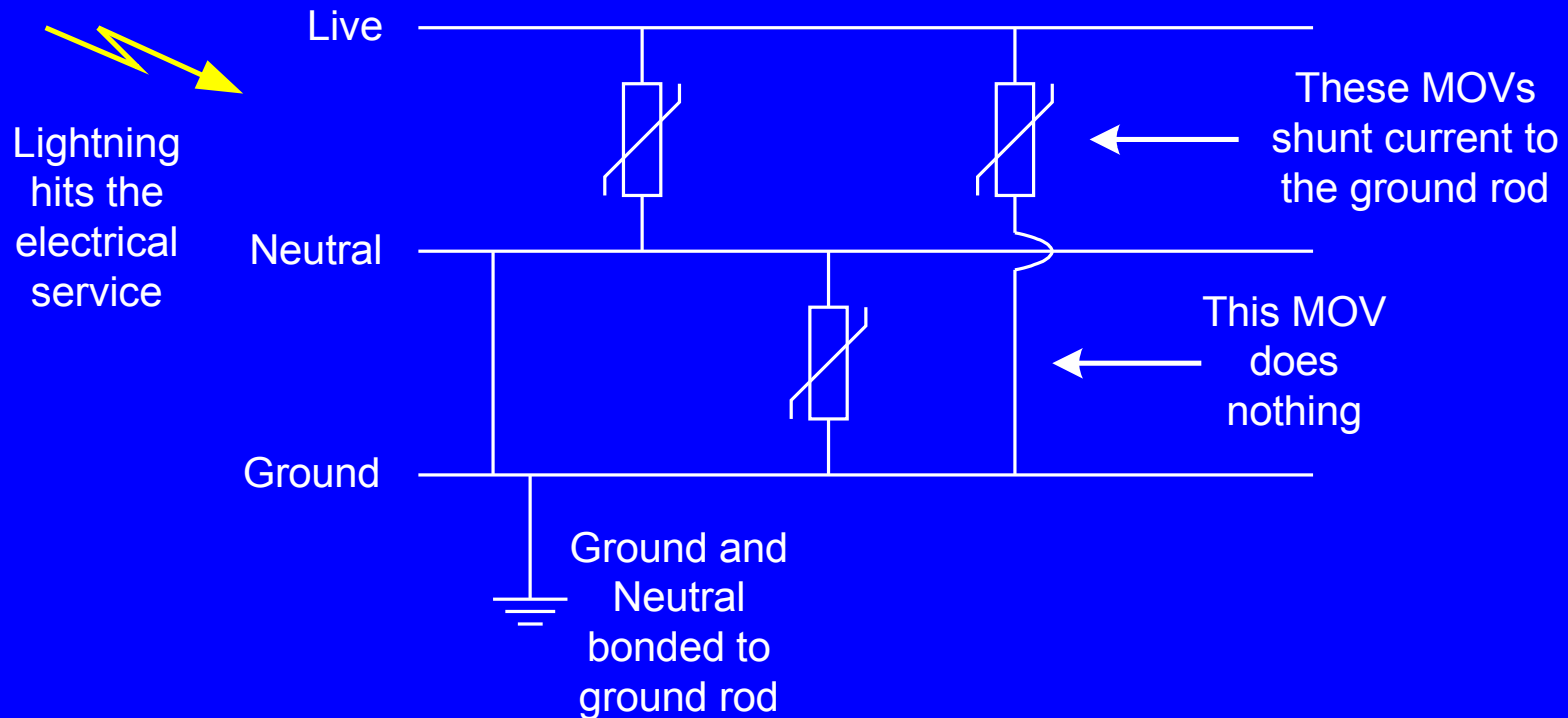 Live
Lightning
hits the
electrical
service
These MOVs
shunt current to
the ground rod
Neutral
This MOV
does
nothing
Ground
Ground and
Neutral
bonded to
ground rod